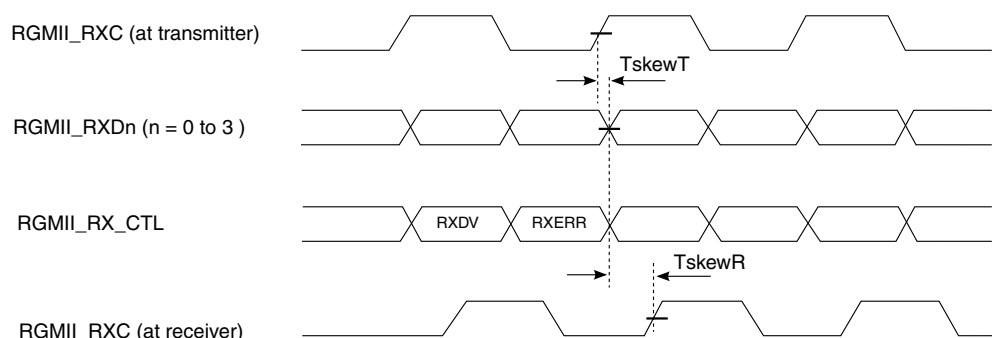 RGMII_RXC (at transmitter)
TskewT
RGMII_RXDn (n = 0 to 3 )
RGMII_RX_CTL
RXDV
RXERR
TskewR
RGMII_RXC (at receiver)